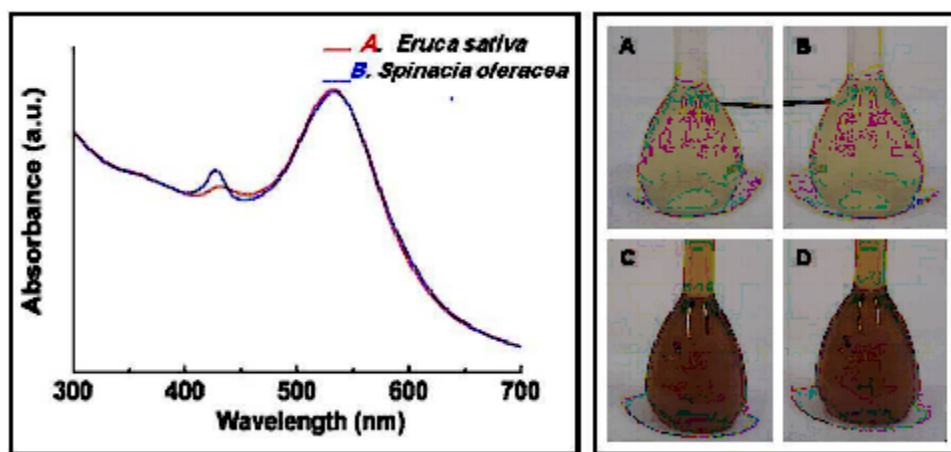 A. Eruca sativa
B. Spinacia oleracea
Absorbance (a.u.)
300 400 500 600 700
Wavelength (nm)
A B
C D